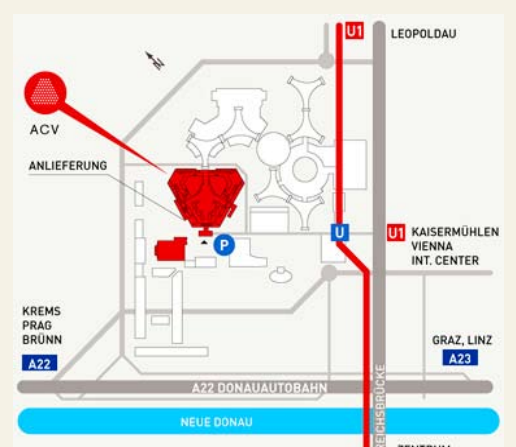 U1
LEOPOLDAU
N
ACV
ANLIEFERUNG
P
U
U1 KAISERMÜHLEN
VIENNA
INT. CENTER
KREMS
PRAG
BRÜNN
A22
GRAZ, LINZ
A23
A22 DONAUAUTOBAHN
NEUE DONAU
REICHSBRÜCKE
ZENTRUM